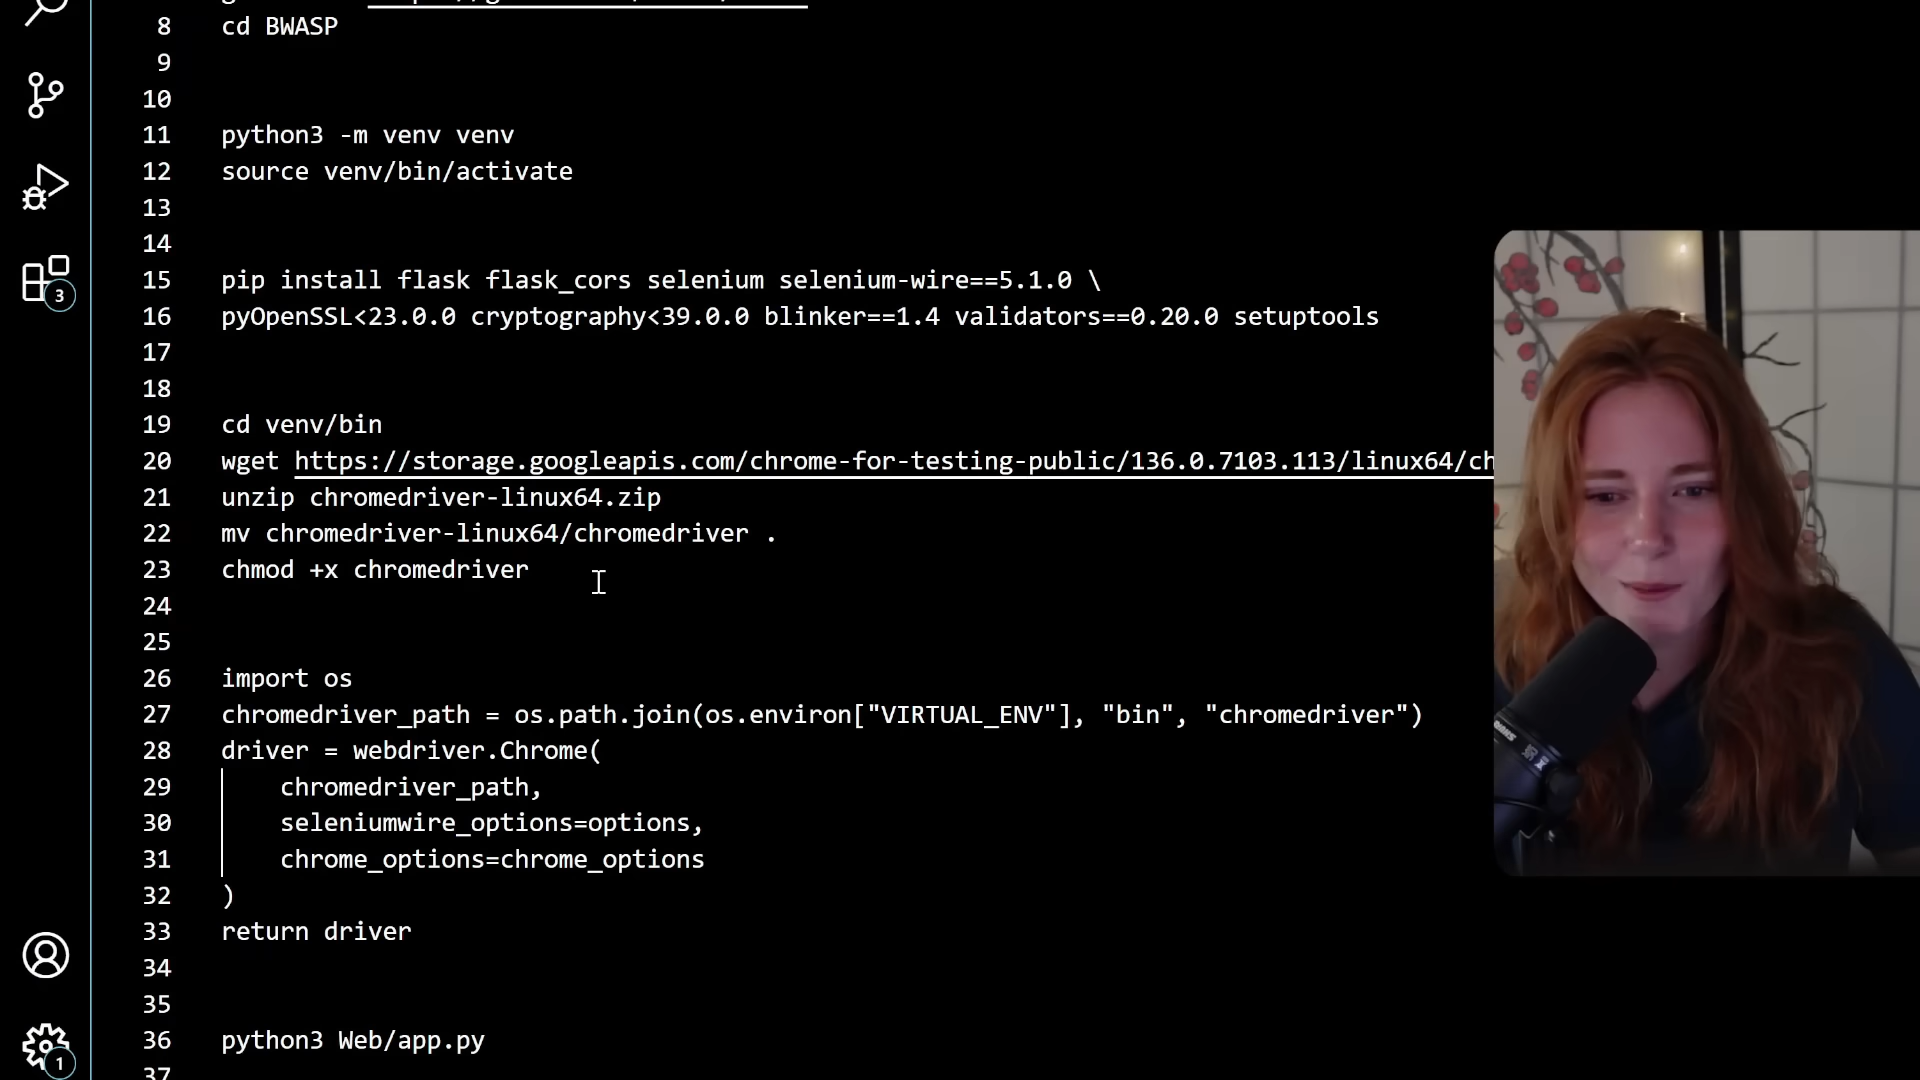 8 cd BWASP
9
10
11 python3 -m venv venv
12 source venv/bin/activate
13
14
15 pip install flask flask_cors selenium selenium-wire==5.1.0 \
16 pyOpenSSL<23.0.0 cryptography<39.0.0 blinker==1.4 validators==0.20.0 setuptools
17
18
19 cd venv/bin
20 wget https://storage.googleapis.com/chrome-for-testing-public/136.0.7103.113/linux64/ch
21 unzip chromedriver-linux64.zip
22 mv chromedriver-linux64/chromedriver .
23 chmod +x chromedriver
24
25
26 import os
27 chromedriver_path = os.path.join(os.environ["VIRTUAL_ENV"], "bin", "chromedriver")
28 driver = webdriver.Chrome(
29 chromedriver_path,
30 seleniumwire_options=options,
31 chrome_options=chrome_options
32 )
33 return driver
34
35
36 python3 Web/app.py
37
3
1